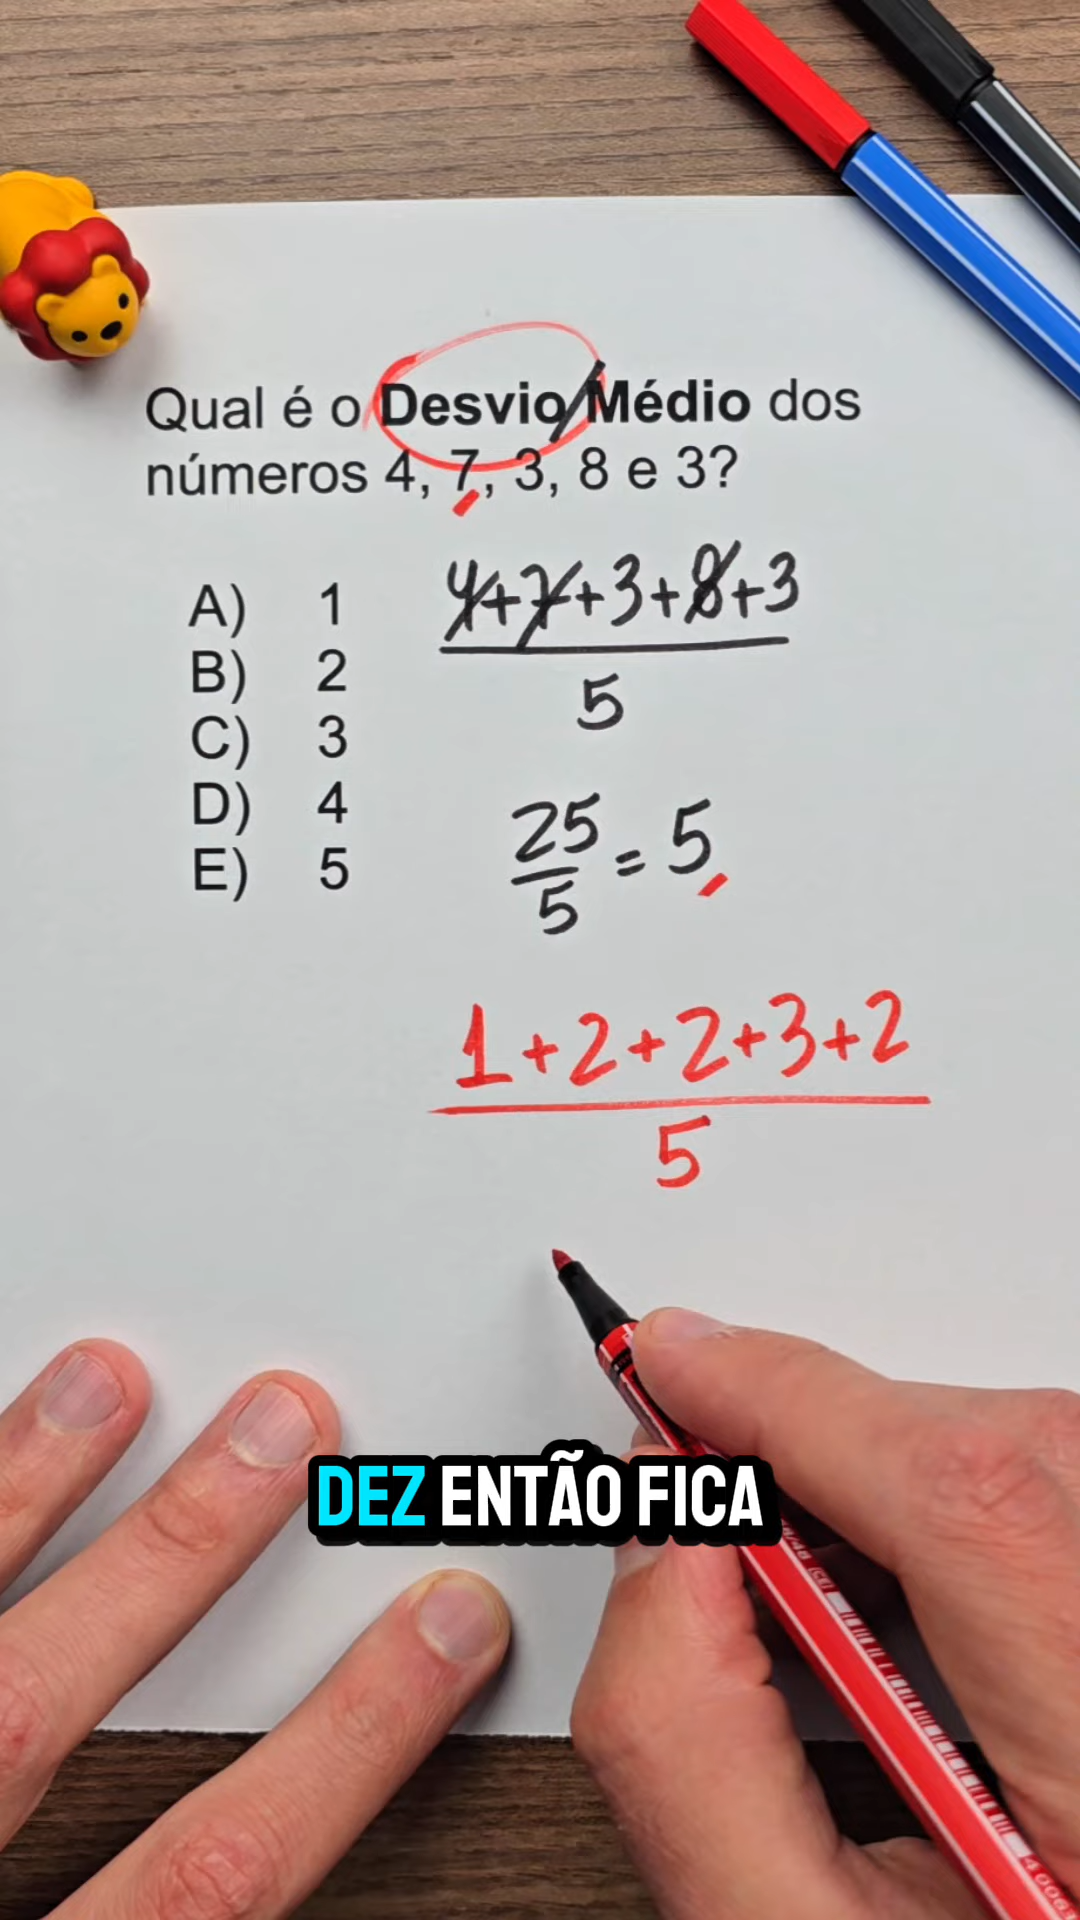 Qual é o Desvio Médio dos
números 4, 7, 3, 8 e 3?
A) 1
B) 2
C) 3
D) 4
E) 5
4+7+3+8+3
5
25
5
= 5
1+2+2+3+2
5
DEZ ENTÃO FICA